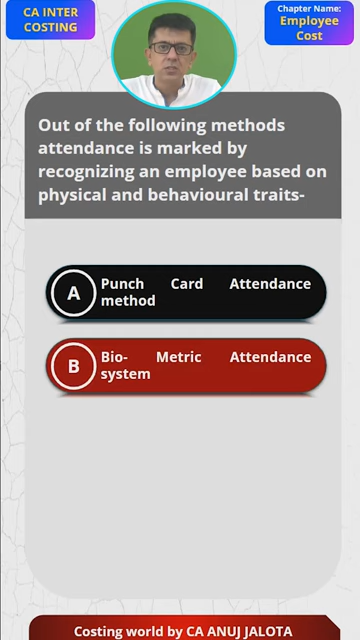 CA INTER
COSTING
Chapter Name:
Employee
Cost
Out of the following methods
attendance is marked by
recognizing an employee based on
physical and behavioural traits-
A
Punch Card Attendance
method
B
Bio- Metric Attendance
system
Costing world by CA ANUJ JALOTA